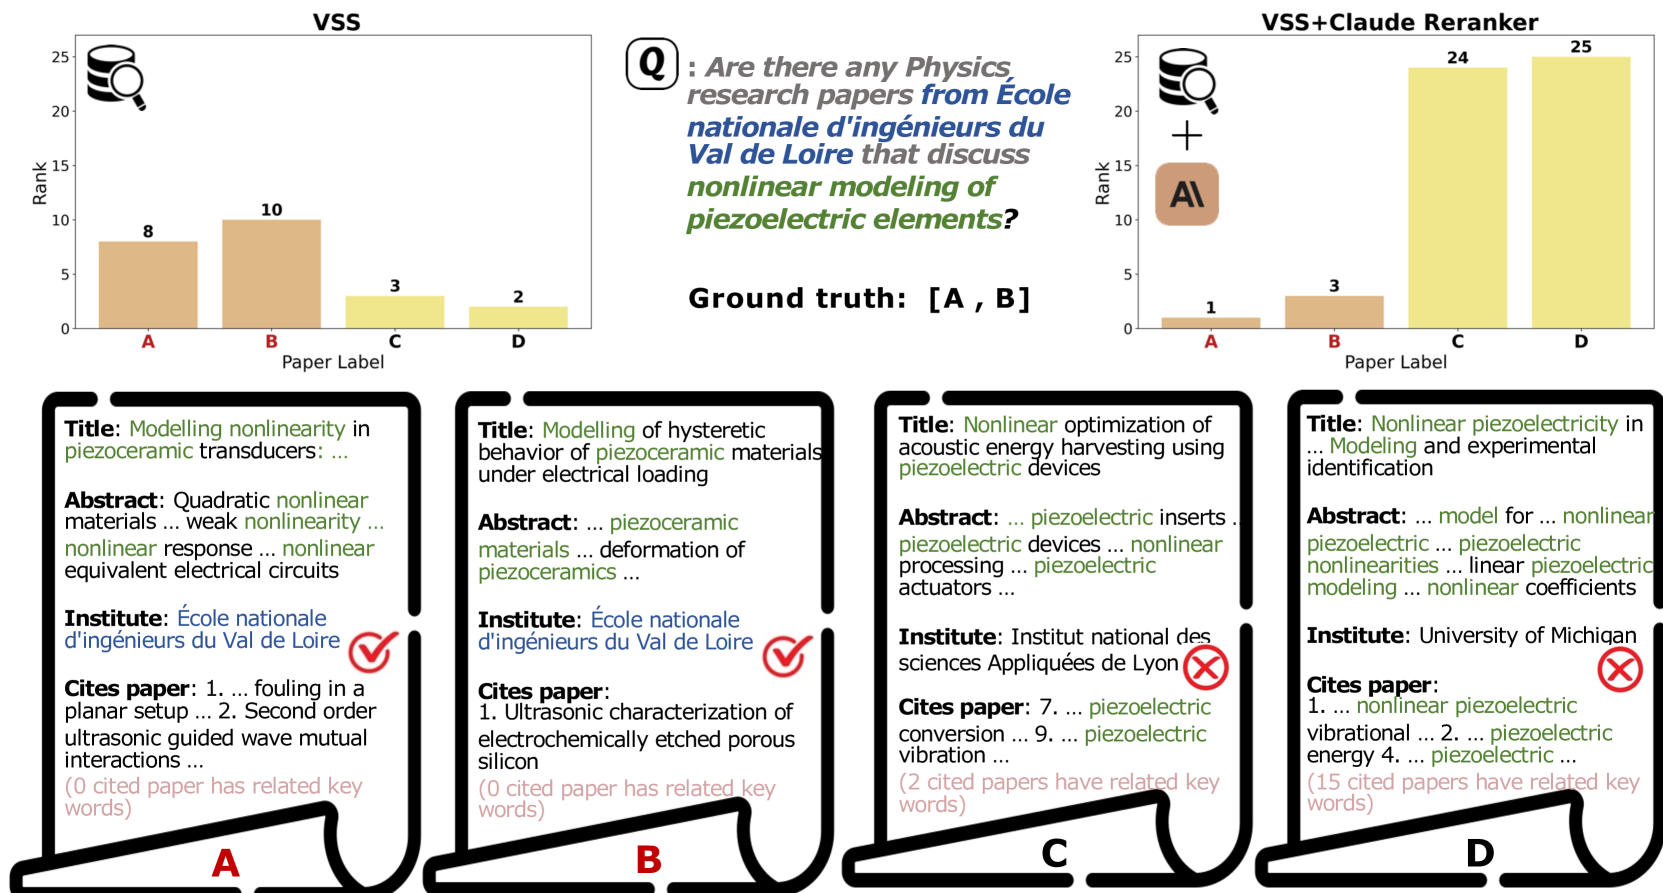 VSS
25
20
15
10
5
0
Rank
8
10
3
2
A
B
C
D
Paper Label
Q
: Are there any Physics
research papers from École
nationale d'ingénieurs du
Val de Loire that discuss
nonlinear modeling of
piezoelectric elements?
Ground truth: [A , B]
VSS+Claude Reranker
25
20
15
10
5
0
Rank
A\
+
1
3
24
25
A
B
C
D
Paper Label
Title: Modelling nonlinearity in
piezoceramic transducers: ...
Abstract: Quadratic nonlinear
materials ... weak nonlinearity ...
nonlinear response ... nonlinear
equivalent electrical circuits
Institute: École nationale
d'ingénieurs du Val de Loire
Cites paper: 1. ... fouling in a
planar setup ... 2. Second order
ultrasonic guided wave mutual
interactions ...
(0 cited paper has related key
words)
A
Title: Modelling of hysteretic
behavior of piezoceramic materials
under electrical loading
Abstract: ... piezoceramic
materials ... deformation of
piezoceramics ...
Institute: École nationale
d'ingénieurs du Val de Loire
Cites paper:
1. Ultrasonic characterization of
electrochemically etched porous
silicon
(0 cited paper has related key
words)
B
Title: Nonlinear optimization of
acoustic energy harvesting using
piezoelectric devices
Abstract: ... piezoelectric inserts ..
piezoelectric devices ... nonlinear
processing ... piezoelectric
actuators ...
Institute: Institut national des
sciences Appliquées de Lyon
Cites paper: 7. ... piezoelectric
conversion ... 9. ... piezoelectric
vibration ...
(2 cited papers have related key
words)
C
Title: Nonlinear piezoelectricity in
... Modeling and experimental
identification
Abstract: ... model for ... nonlinear
piezoelectric ... piezoelectric
nonlinearities ... linear piezoelectric
modeling ... nonlinear coefficients
Institute: University of Michigan
Cites paper:
1. ... nonlinear piezoelectric
vibrational ... 2. ... piezoelectric
energy 4. ... piezoelectric ...
(15 cited papers have related key
words)
D